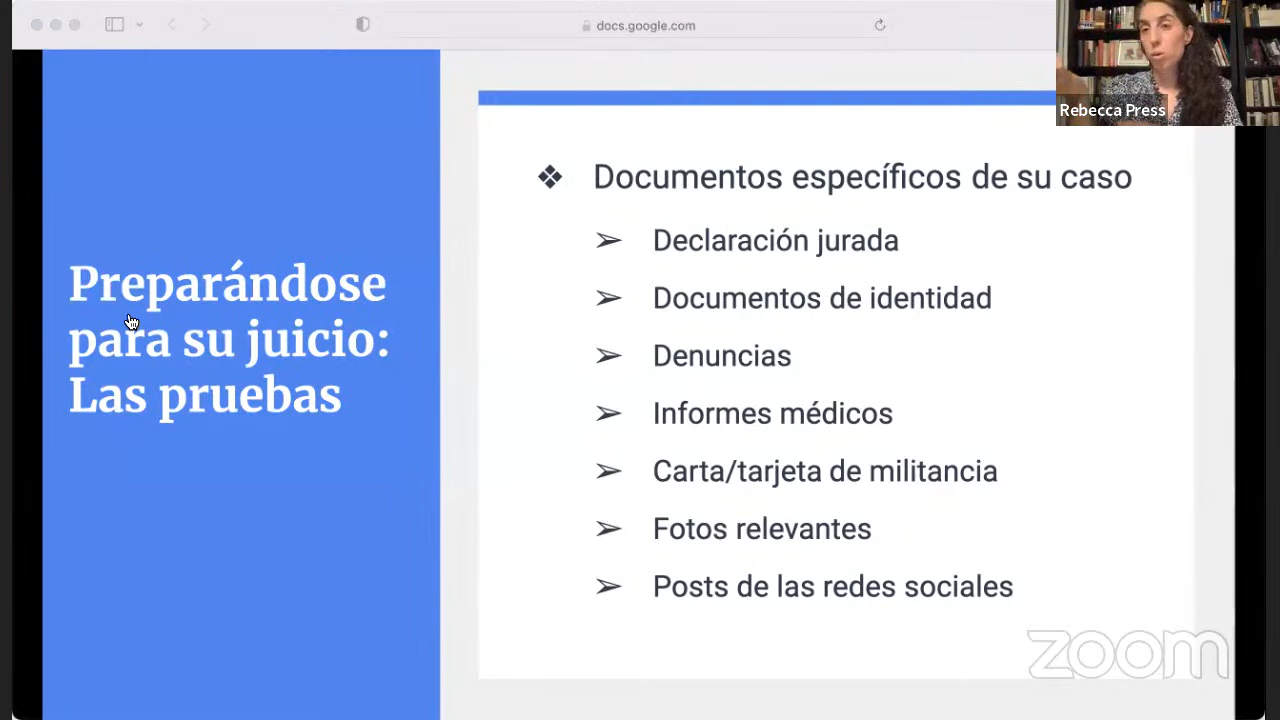 docs.google.com
Rebecca Press
Preparándose
para su juicio:
Las pruebas
❖ Documentos específicos de su caso
➢ Declaración jurada
➢ Documentos de identidad
➢ Denuncias
➢ Informes médicos
➢ Carta/tarjeta de militancia
➢ Fotos relevantes
➢ Posts de las redes sociales
zoom